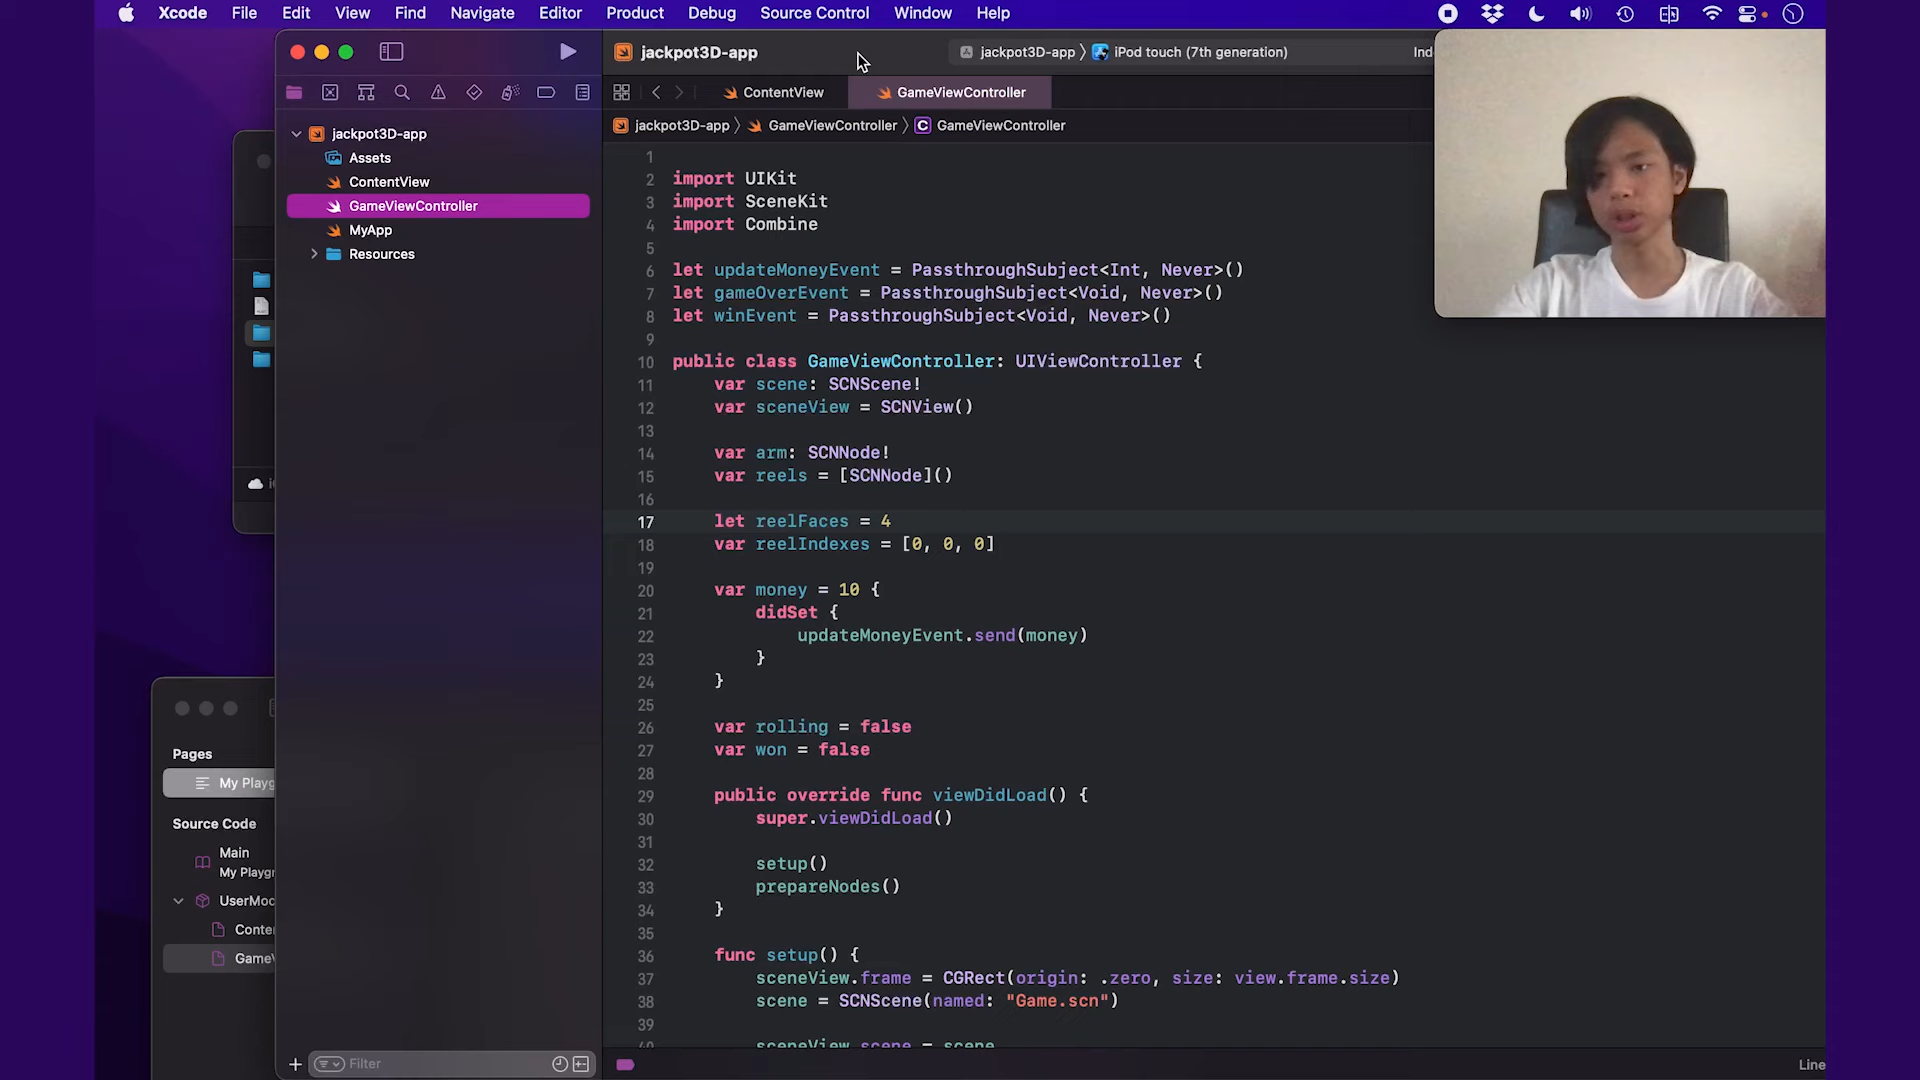 Xcode File Edit View Find Navigate Editor Product Debug Source Control Window Help
jackpot3D-app
jackpot3D-app 〉 iPod touch (7th generation)
ContentView
GameViewController
jackpot3D-app 〉 GameViewController 〉 C GameViewController
jackpot3D-app
Assets
ContentView
GameViewController
MyApp
Resources
Filter
Pages
My Playg
Source Code
Main
My Playgr
UserMod
Conte
GameV
1
2 import UIKit
3 import SceneKit
4 import Combine
5
6 let updateMoneyEvent = PassthroughSubject<Int, Never>()
7 let gameOverEvent = PassthroughSubject<Void, Never>()
8 let winEvent = PassthroughSubject<Void, Never>()
9
10 public class GameViewController: UIViewController {
11 var scene: SCNScene!
12 var sceneView = SCNView()
13
14 var arm: SCNNode!
15 var reels = [SCNNode]()
16
17 let reelFaces = 4
18 var reelIndexes = [0, 0, 0]
19
20 var money = 10 {
21 didSet {
22 updateMoneyEvent.send(money)
23 }
24 }
25
26 var rolling = false
27 var won = false
28
29 public override func viewDidLoad() {
30 super.viewDidLoad()
31
32 setup()
33 prepareNodes()
34 }
35
36 func setup() {
37 sceneView.frame = CGRect(origin: .zero, size: view.frame.size)
38 scene = SCNScene(named: "Game.scn")
39
40 sceneView.scene = scene
Line